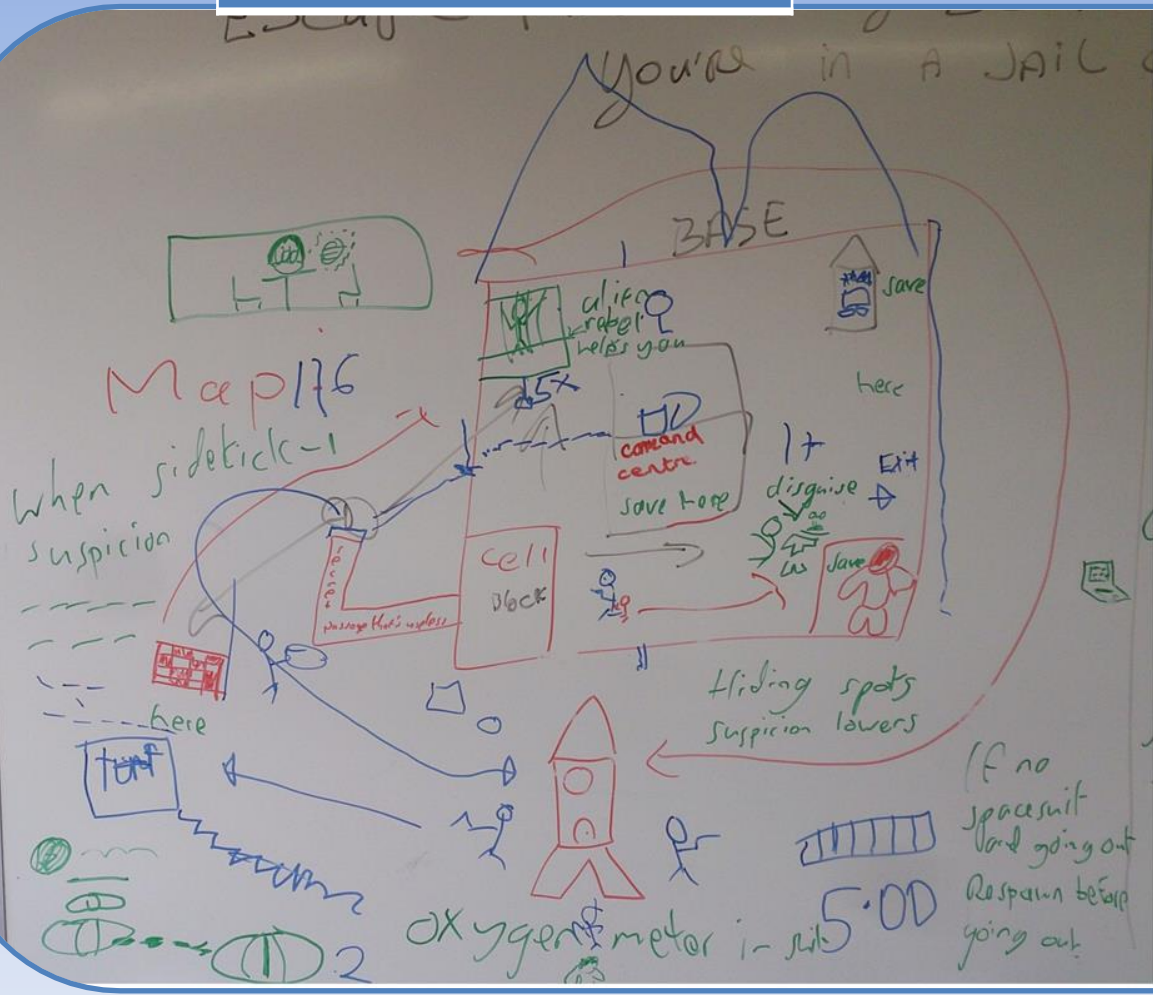 you're in A JAIL
BASE
save
alien
rebel
helps you
5x
here
Map 176
comand
centre.
save here
1+
disguise
Exit
when sidekick-1
suspicion
Cell
Block
save
secret
passage that's useless
here
Hiding spots
suspicion lowers
If no
spacesuit
and going out
Respawn before
going out
5.00
2
oxygen meter in suit